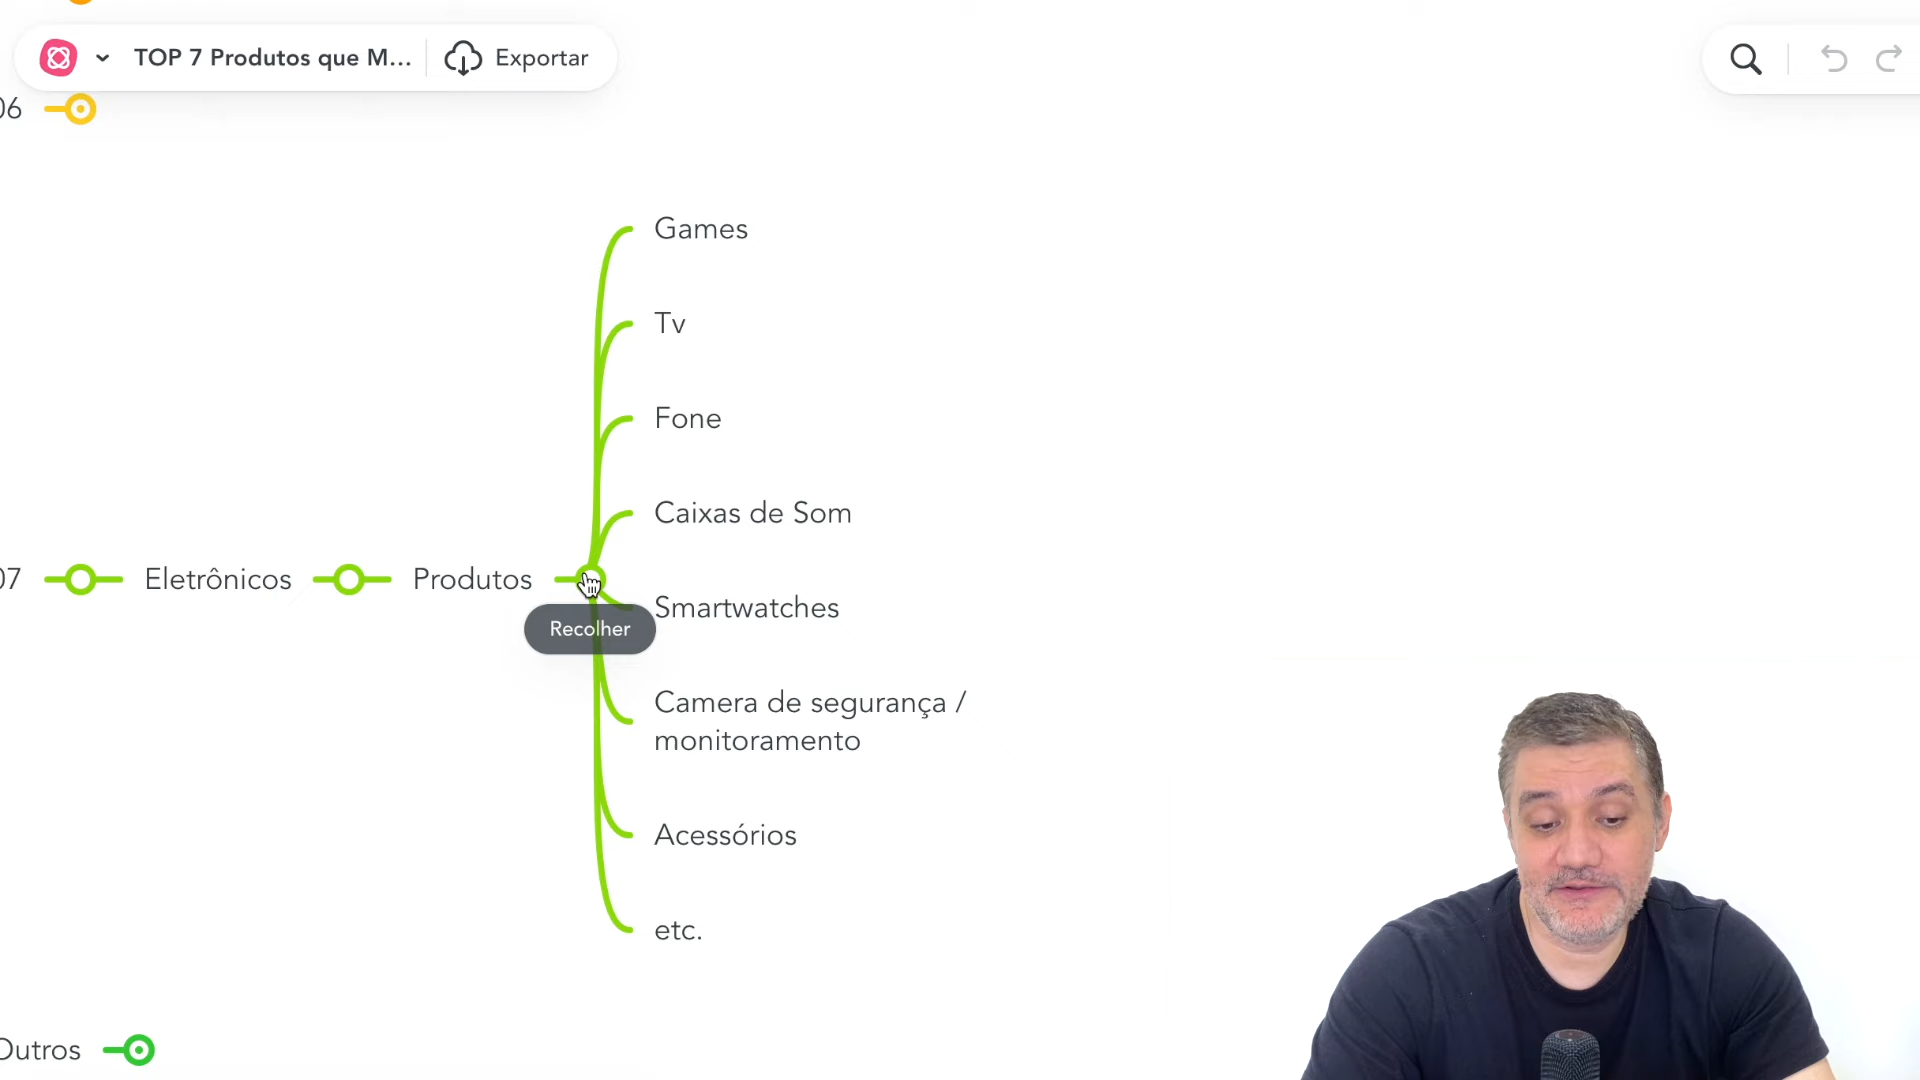 TOP 7 Produtos que M...
Exportar
06
Games
Tv
Fone
Caixas de Som
07
Eletrônicos
Produtos
Smartwatches
Recolher
Camera de segurança /
monitoramento
Acessórios
etc.
Outros